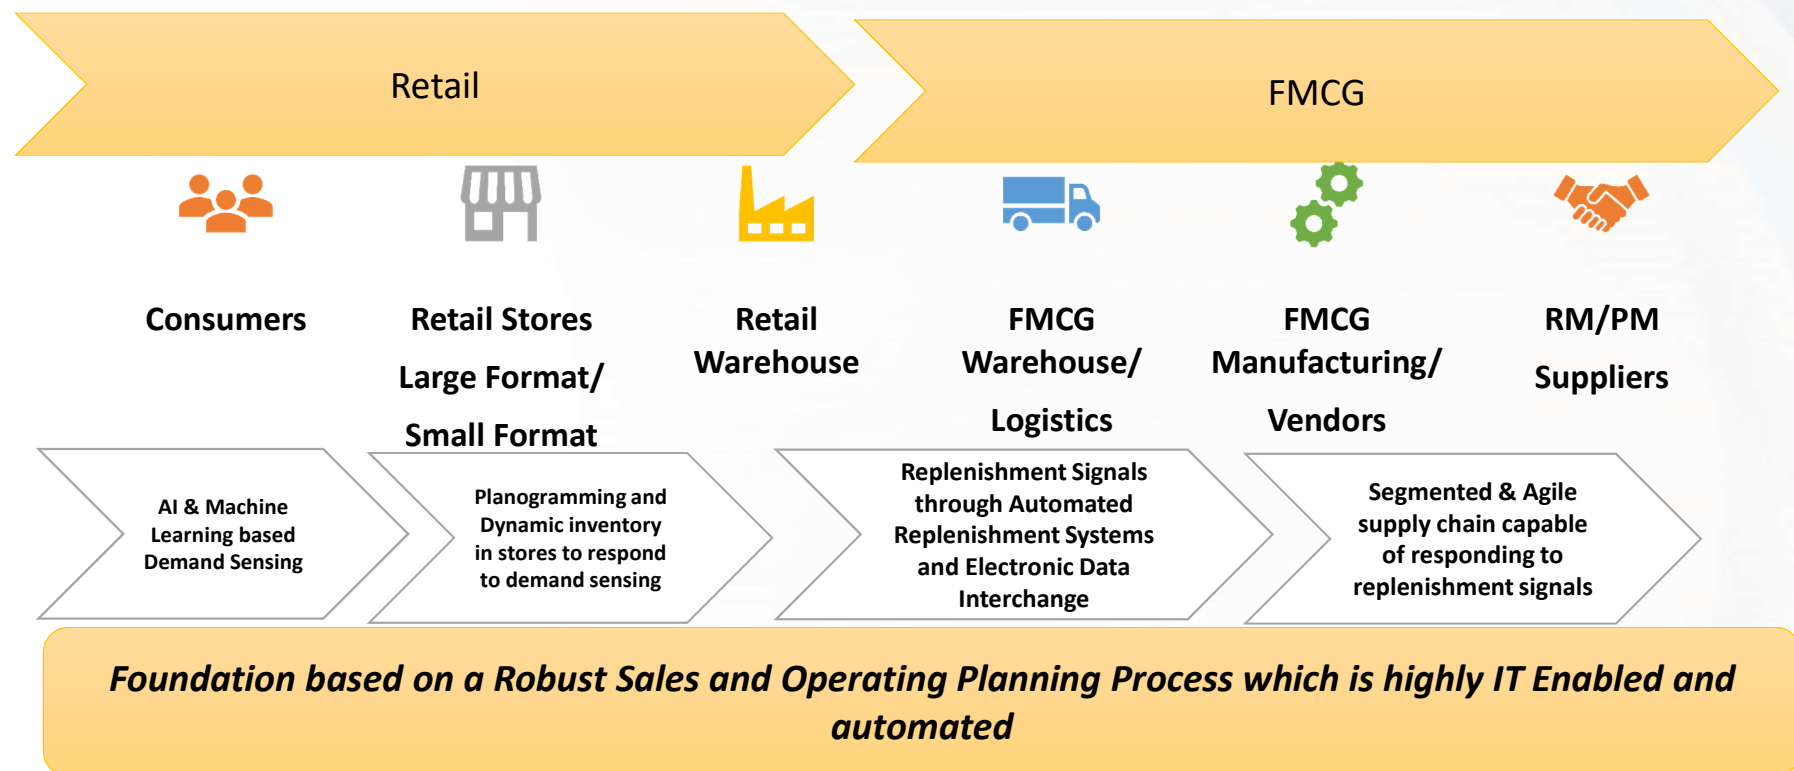 Retail
FMCG
Consumers
Retail Stores
Large Format/
Small Format
Retail
Warehouse
FMCG
Warehouse/
Logistics
FMCG
Manufacturing/
Vendors
RM/PM
Suppliers
AI & Machine
Learning based
Demand Sensing
Planogramming and
Dynamic inventory
in stores to respond
to demand sensing
Replenishment Signals
through Automated
Replenishment Systems
and Electronic Data
Interchange
Segmented & Agile
supply chain capable
of responding to
replenishment signals
Foundation based on a Robust Sales and Operating Planning Process which is highly IT Enabled and
automated